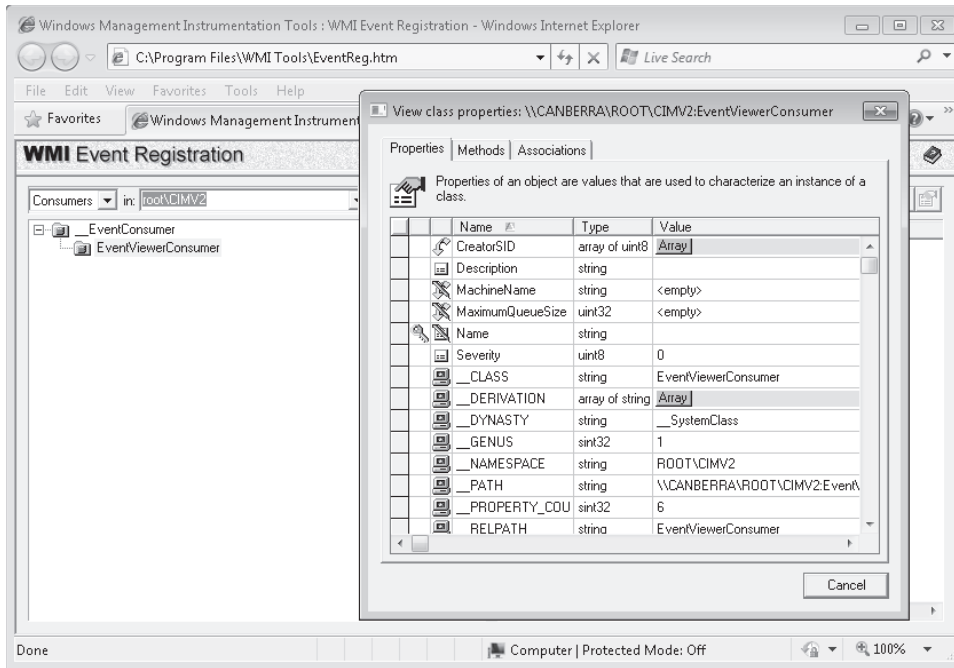 Windows Management Instrumentation Tools : WMI Event Registration - Windows Internet Explorer
C:\Program Files\WMI Tools\EventReg.htm
Live Search
File Edit View Favorites Tools Help
Favorites
Windows Management Instrument
WMI Event Registration
Consumers in: root\CIMV2
__EventConsumer
EventViewerConsumer
View class properties: \\CANBERRA\ROOT\CIMV2:EventViewerConsumer
Properties Methods Associations
Properties of an object are values that are used to characterize an instance of a
class.
Name Type Value
CreatorSID array of uint8 Array
Description string
MachineName string <empty>
MaximumQueueSize uint32 <empty>
Name string
Severity uint8 0
__CLASS string EventViewerConsumer
__DERIVATION array of string Array
__DYNASTY string __SystemClass
__GENUS sint32 1
__NAMESPACE string ROOT\CIMV2
__PATH string \\CANBERRA\ROOT\CIMV2:Event\
__PROPERTY_COU sint32 6
__RELPATH string EventViewerConsumer
Cancel
Done
Computer | Protected Mode: Off
100%